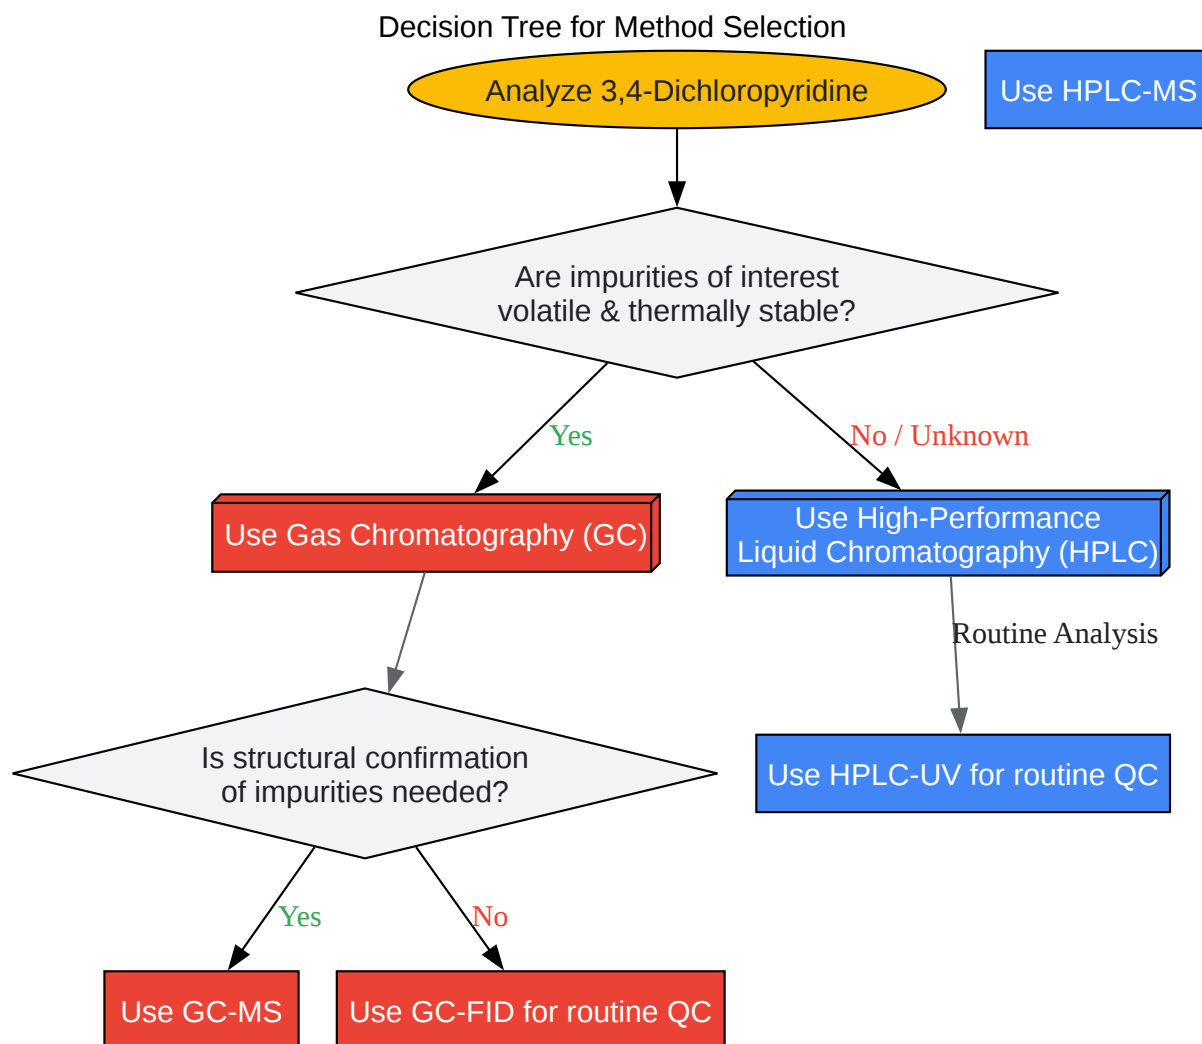 Decision Tree for Method Selection
Analyze 3,4-Dichloropyridine
Use HPLC-MS
Are impurities of interest
volatile & thermally stable?
Yes
No / Unknown
Use Gas Chromatography (GC)
Use High-Performance
Liquid Chromatography (HPLC)
Routine Analysis
Is structural confirmation
of impurities needed?
Use HPLC-UV for routine QC
Yes
No
Use GC-MS
Use GC-FID for routine QC